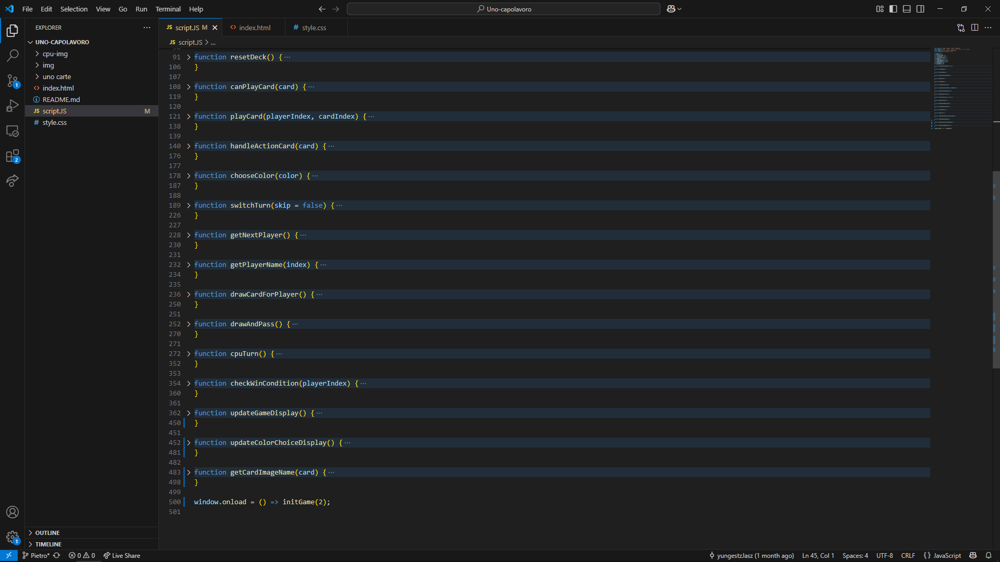 File Edit Selection View Go Run Terminal Help
Uno-capolavoro
EXPLORER
UNO-CAPOLAVORO
cpu-img
img
uno carte
index.html
README.md
JS script.JS M
# style.css
1
2
OUTLINE
TIMELINE
1
JS script.JS M
index.html
# style.css
JS script.JS > ...
91 function resetDeck() { ...
106 }
107
108 function canPlayCard(card) { ...
119 }
120
121 function playCard(playerIndex, cardIndex) { ...
138 }
139
140 function handleActionCard(card) { ...
176 }
177
178 function chooseColor(color) { ...
187 }
188
189 function switchTurn(skip = false) { ...
226 }
227
228 function getNextPlayer() { ...
230 }
231
232 function getPlayerName(index) { ...
234 }
235
236 function drawCardForPlayer() { ...
250 }
251
252 function drawAndPass() { ...
270 }
271
272 function cpuTurn() { ...
352 }
353
354 function checkWinCondition(playerIndex) { ...
360 }
361
362 function updateGameDisplay() { ...
450 }
451
452 function updateColorChoiceDisplay() { ...
481 }
482
483 function getCardImageName(card) { ...
498 }
499
500 window.onload = () => initGame(2);
501
Pietro* 0 0 Live Share
yungestzJasz (1 month ago) Ln 45, Col 1 Spaces: 4 UTF-8 CRLF {} JavaScript